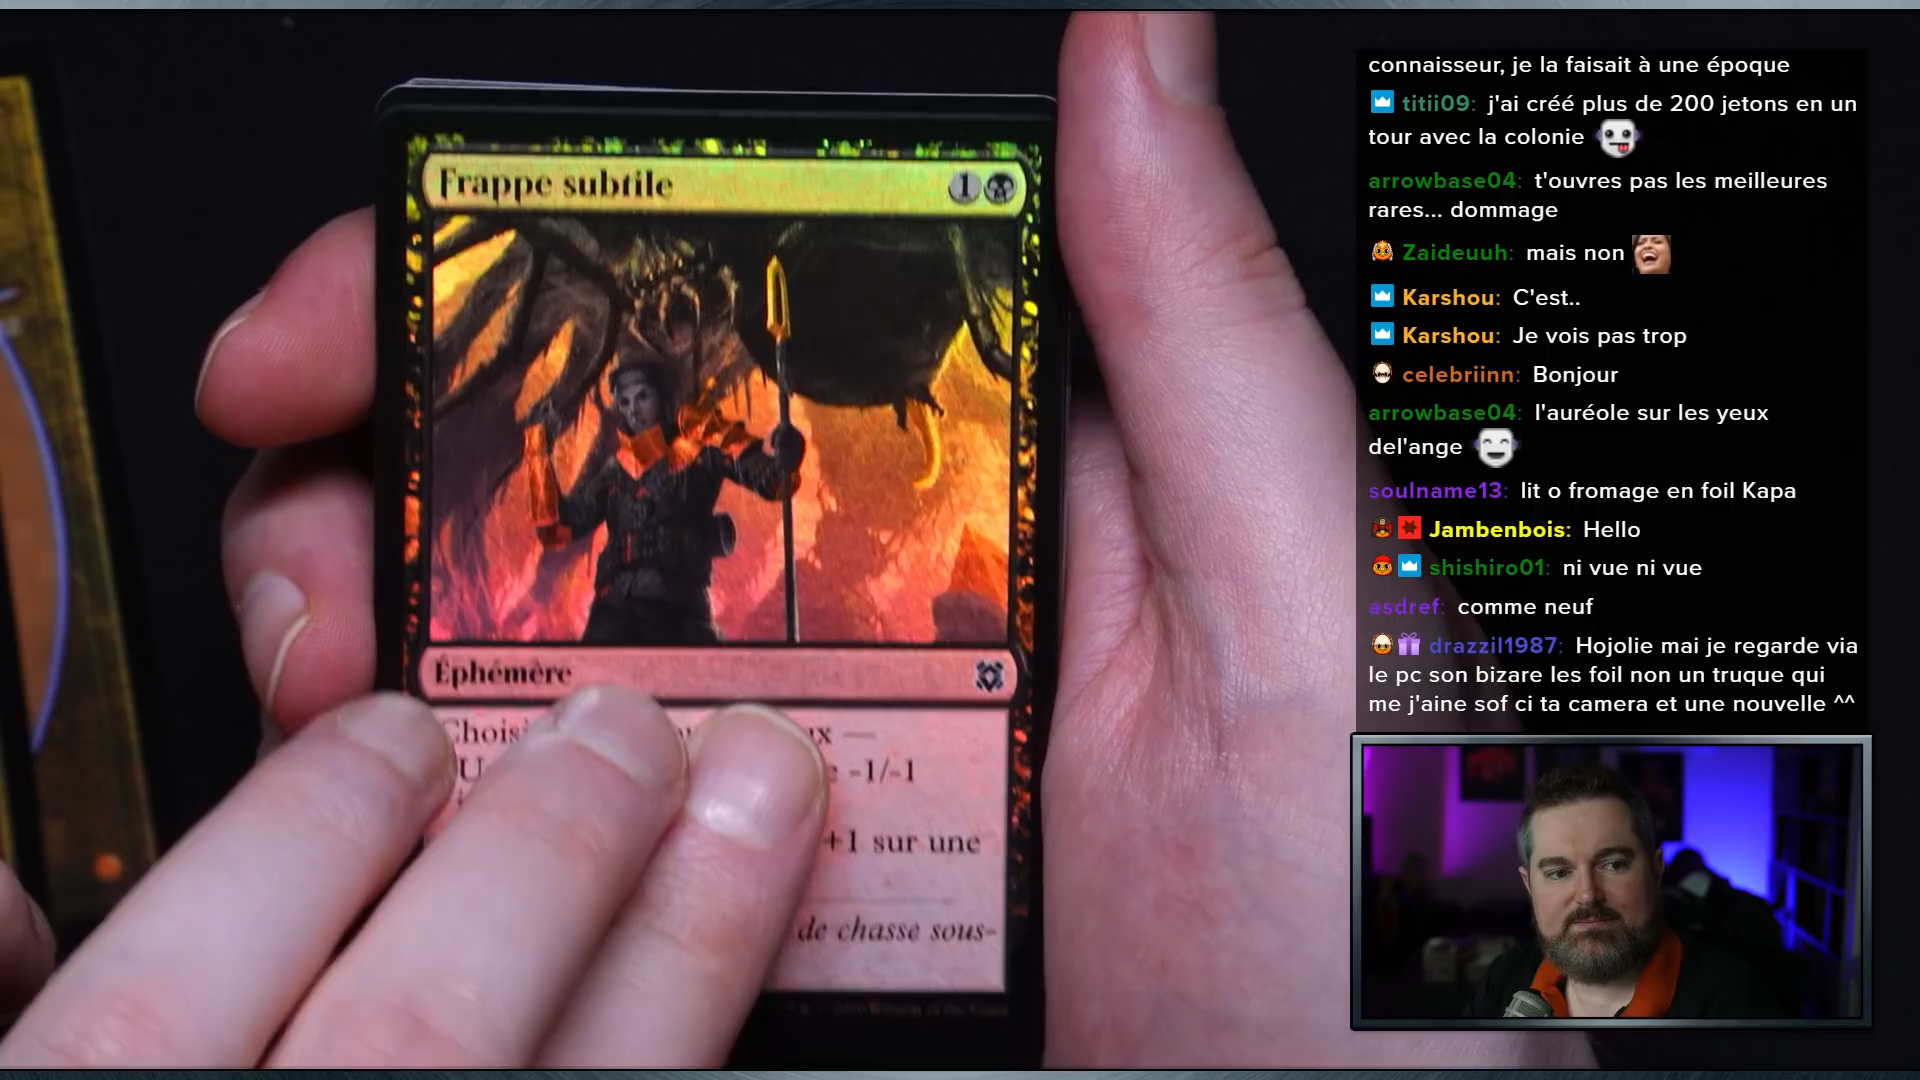 Frappe subtile
1
Éphémère
-1/-1
+1 sur une
de chasse sous-
connaisseur, je la faisait à une époque
titii09: j'ai créé plus de 200 jetons en un
tour avec la colonie
arrowbase04: t'ouvres pas les meilleures
rares... dommage
Zaideuuh: mais non
Karshou: C'est..
Karshou: Je vois pas trop
celebriinn: Bonjour
arrowbase04: l'auréole sur les yeux
del'ange
soulname13: lit o fromage en foil Kapa
Jambenbois: Hello
shishiro01: ni vue ni vue
asdref: comme neuf
drazzil1987: Hojolie mai je regarde via
le pc son bizare les foil non un truque qui
me j'aine sof ci ta camera et une nouvelle ^^